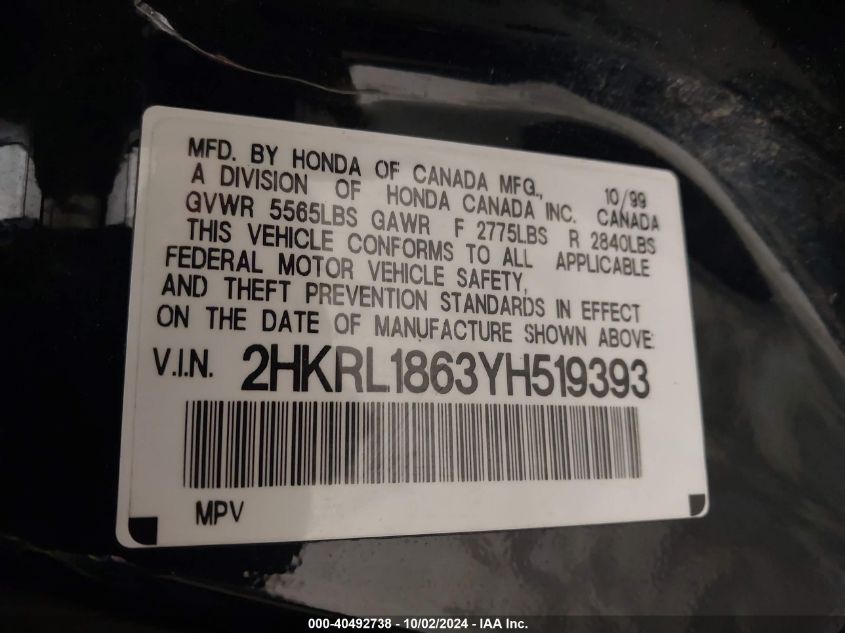 MFD. BY HONDA OF CANADA MFG., 10/99
A DIVISION OF HONDA CANADA INC. CANADA
GVWR 5565LBS GAWR F 2775LBS R 2840LBS
THIS VEHICLE CONFORMS TO ALL APPLICABLE
FEDERAL MOTOR VEHICLE SAFETY,
AND THEFT PREVENTION STANDARDS IN EFFECT
ON THE DATE OF MANUFACTURE SHOWN ABOVE.
V.I.N. 2HKRL1863YH519393
MPV
000-40492738 - 10/02/2024 - IAA Inc.